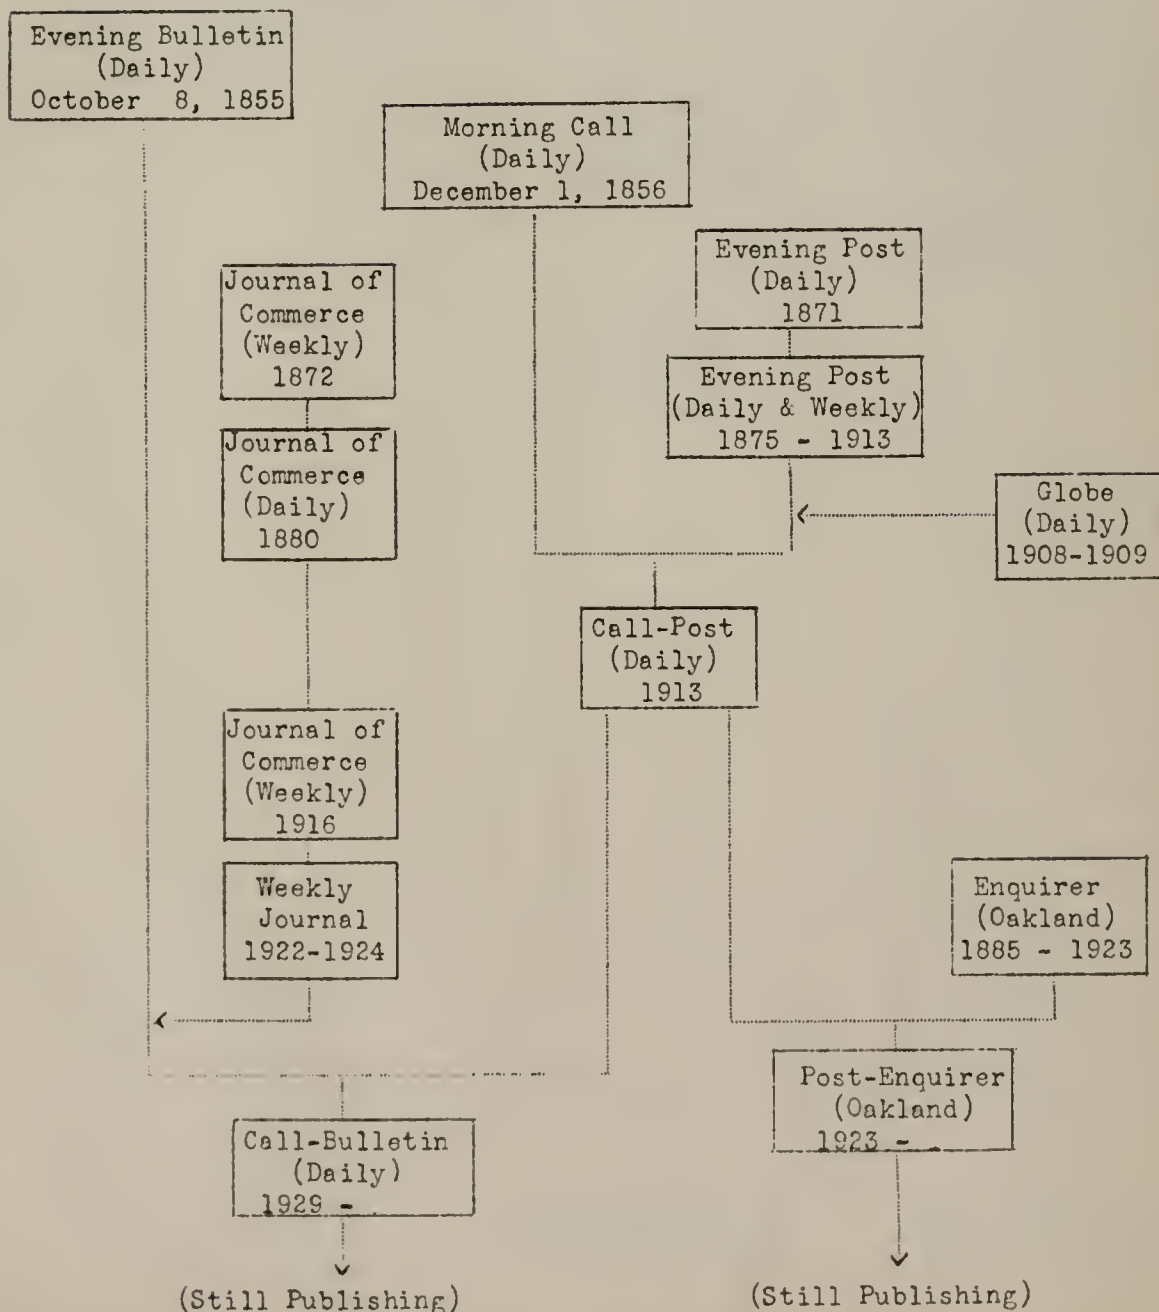 Evening Bulletin
(Daily)
October 8, 1855
Morning Call
(Daily)
December 1, 1856
Evening Post
(Daily)
1871
Journal of
Commerce
(Weekly)
1872
Evening Post
(Daily & Weekly)
1875 - 1913
Journal of
Commerce
(Daily)
1880
Globe
(Daily)
1908-1909
Call-Post
(Daily)
1913
Journal of
Commerce
(Weekly)
1916
Weekly
Journal
1922-1924
Enquirer
(Oakland)
1885 - 1923
Post-Enquirer
(Oakland)
1923 -
Call-Bulletin
(Daily)
1929 -
(Still Publishing)
(Still Publishing)